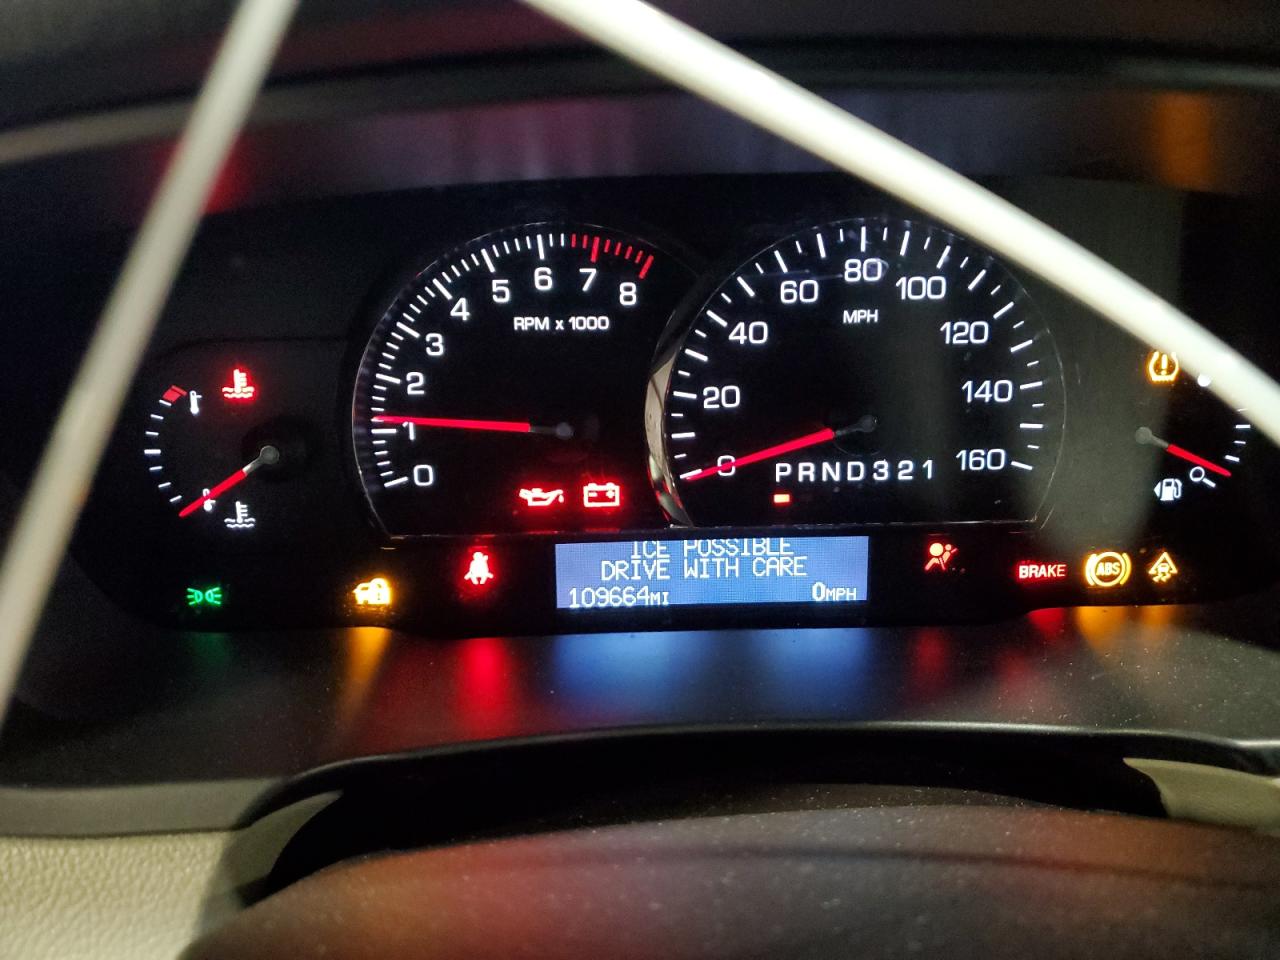 0
1
2
3
4
5
6
7
8
RPM x 1000
0
20
40
60
80
100
120
140
160
MPH
PRND321
ICE POSSIBLE
DRIVE WITH CARE
109664MI
0MPH
BRAKE
ABS